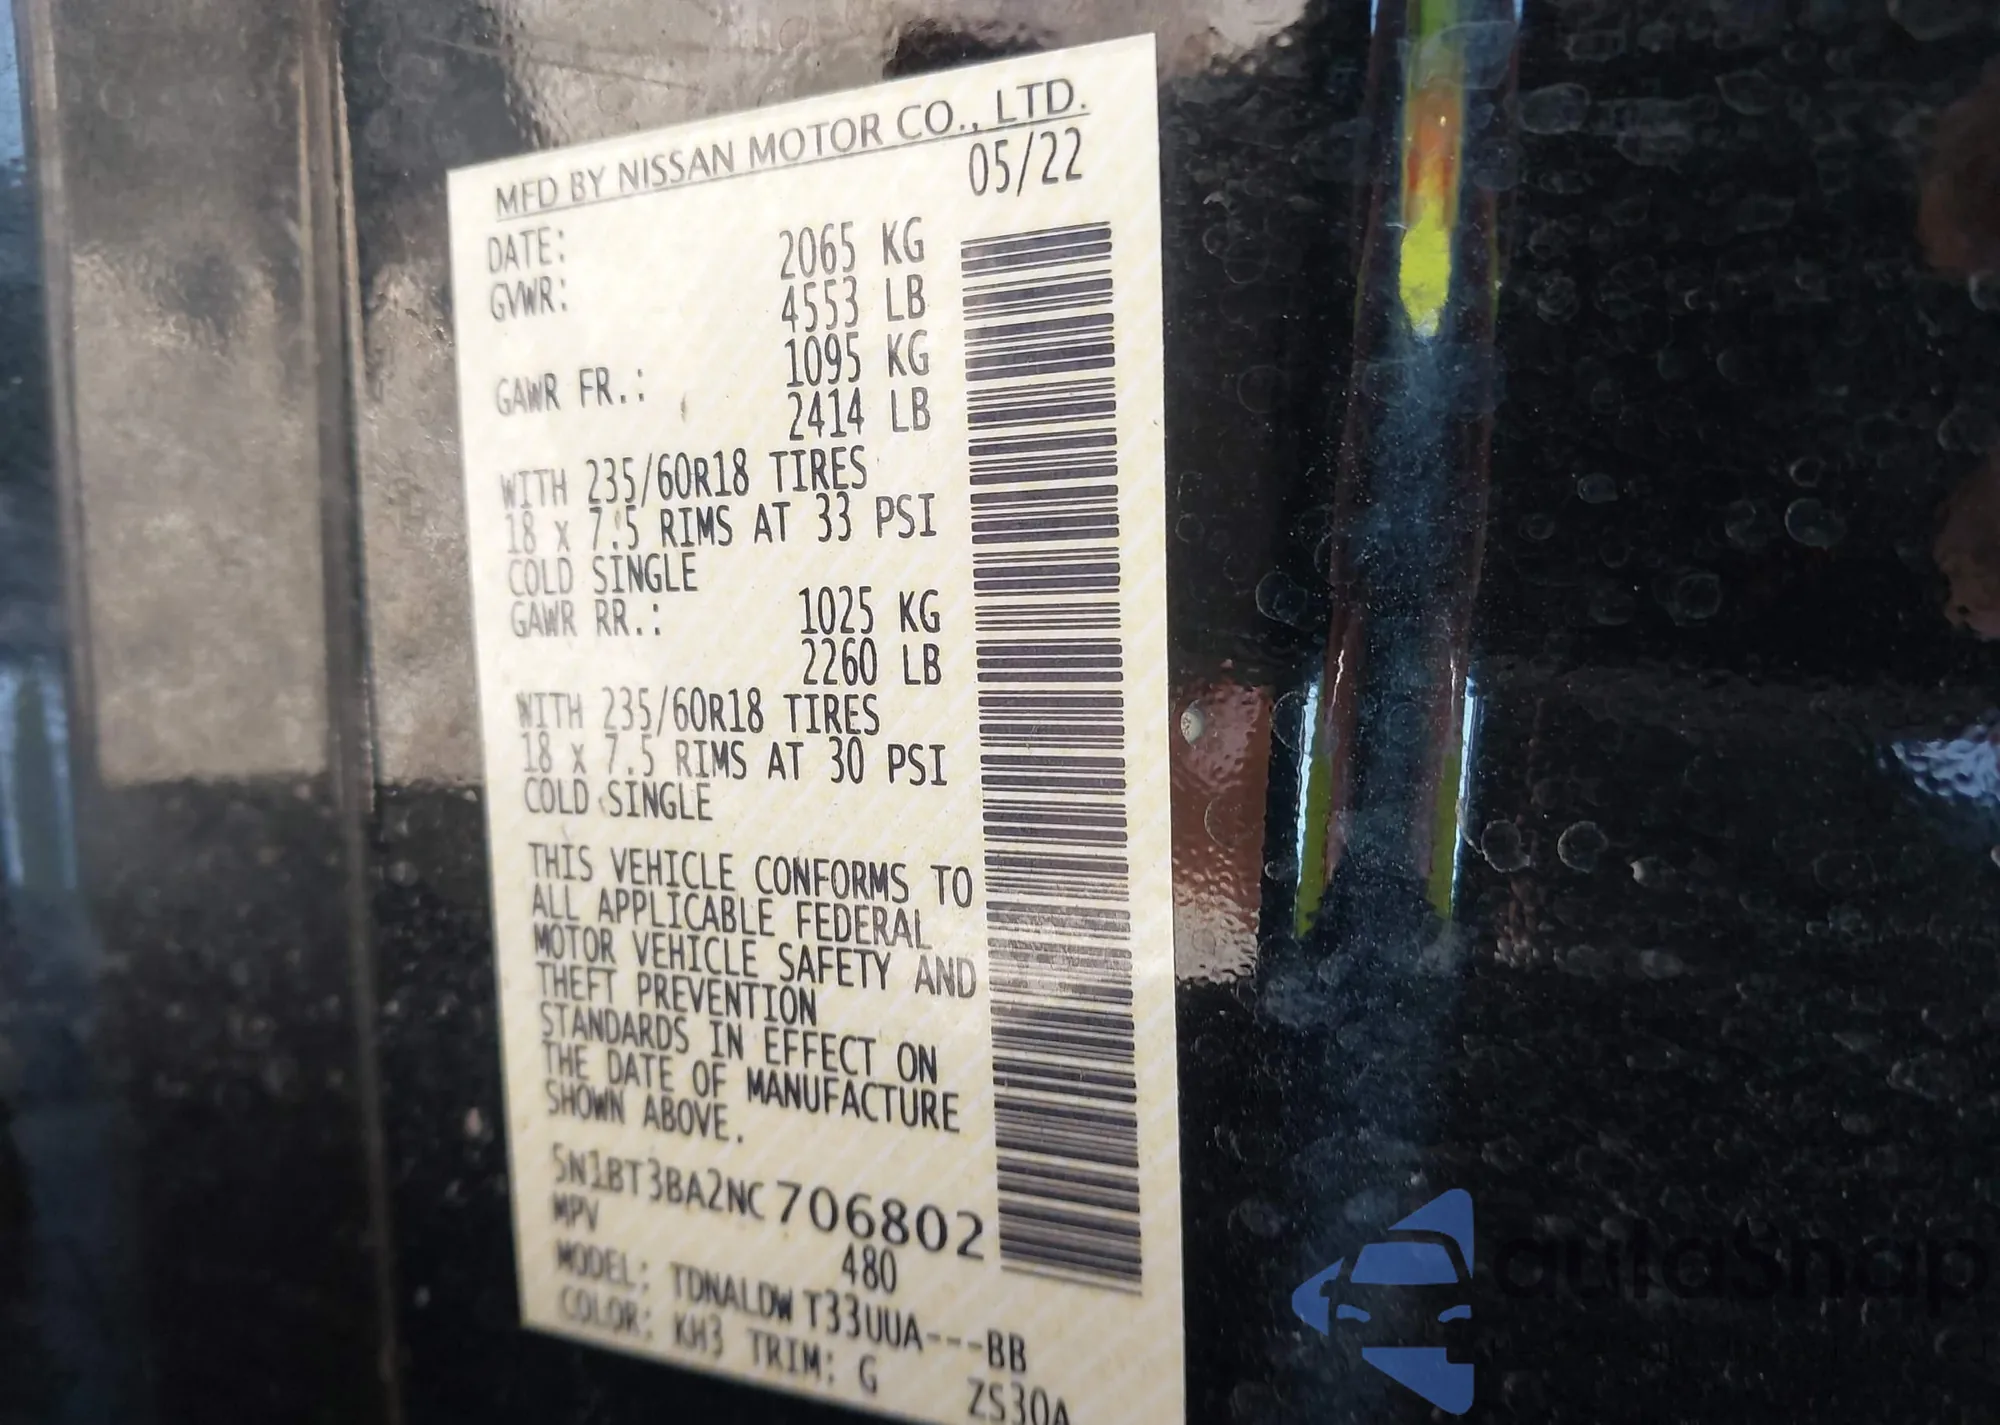 MFD BY NISSAN MOTOR CO., LTD.
DATE: 05/22
GVWR: 2065 KG
4553 LB
GAWR FR.: 1095 KG
2414 LB
WITH 235/60R18 TIRES
18 x 7.5 RIMS AT 33 PSI
COLD SINGLE
GAWR RR.: 1025 KG
2260 LB
WITH 235/60R18 TIRES
18 x 7.5 RIMS AT 30 PSI
COLD SINGLE
THIS VEHICLE CONFORMS TO
ALL APPLICABLE FEDERAL
MOTOR VEHICLE SAFETY AND
THEFT PREVENTION
STANDARDS IN EFFECT ON
THE DATE OF MANUFACTURE
SHOWN ABOVE.
5N1BT3BA2NC706802
MPV 480
MODEL: TDNALDW T33UUA---BB
COLOR: KH3 TRIM: G ZS30A